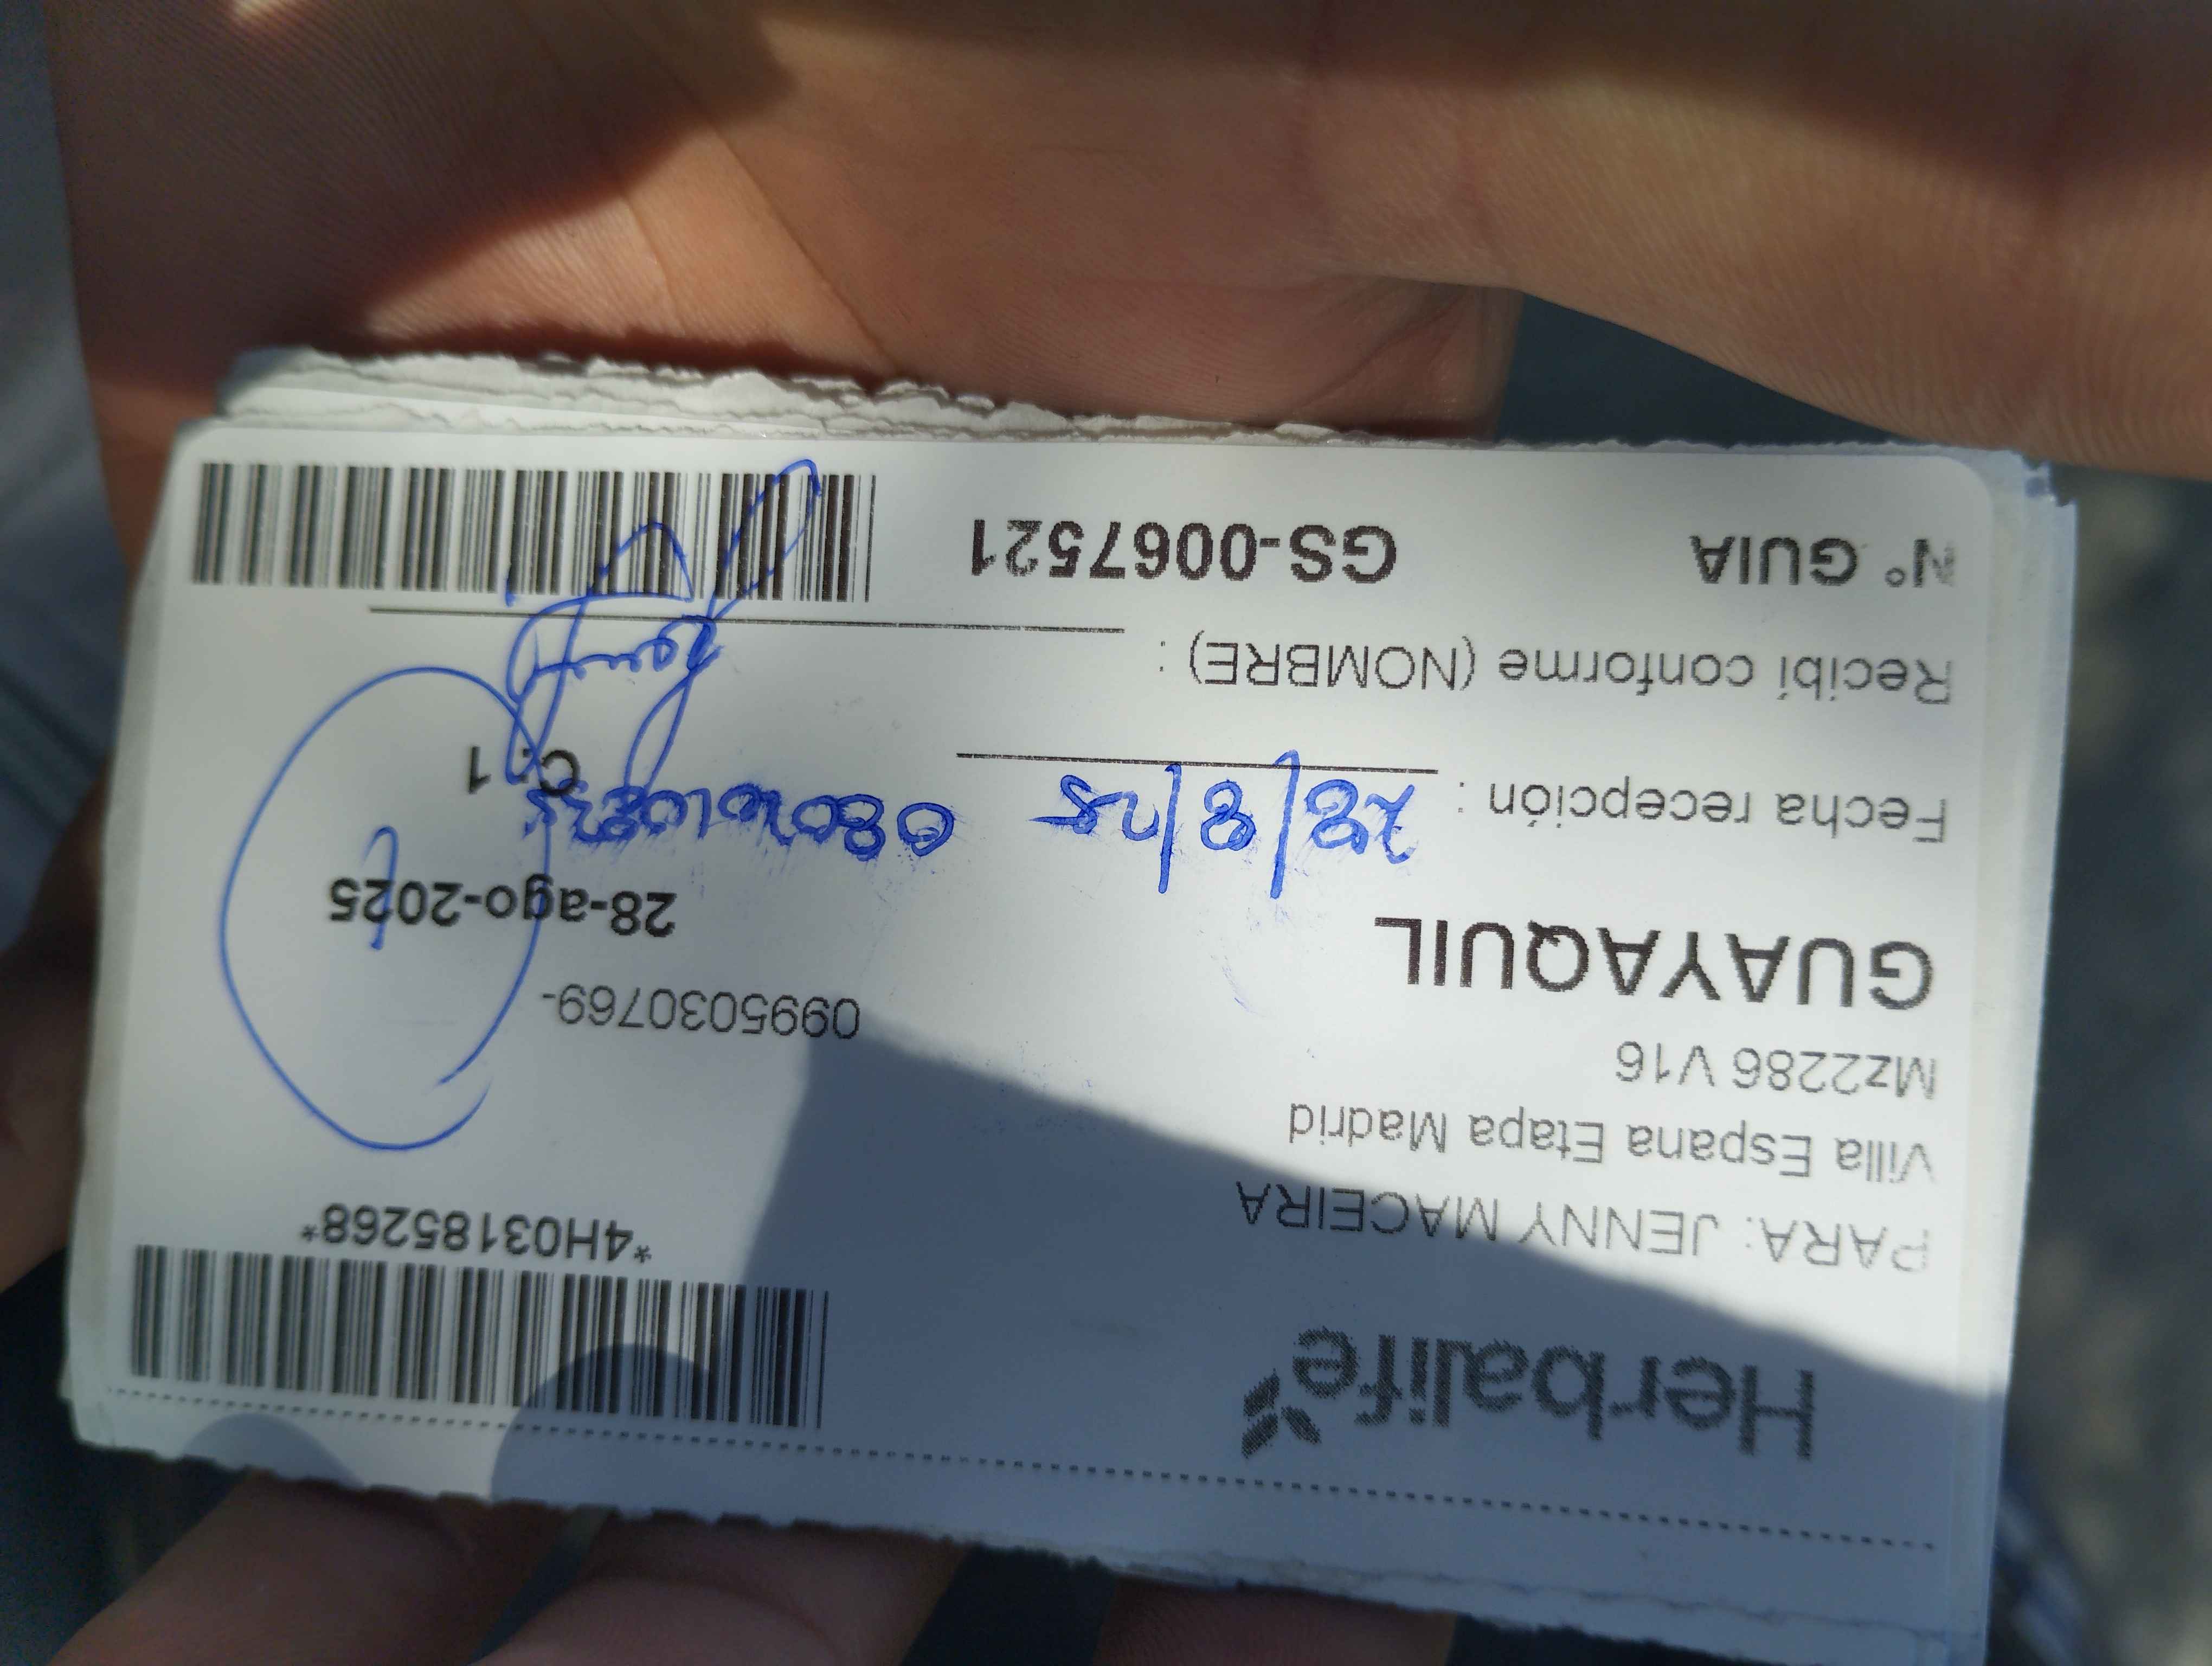 Herbalife
*4H03185268*
PARA: JENNY MACEIRA
Villa Espana Etapa Madrid
Mz2286 V16
0995030769-
GUAYAQUIL
28-ago-2025
Fecha recepción : 28/8/25
C: 1
Recibí conforme (NOMBRE) :
N° GUIA GS-0067521